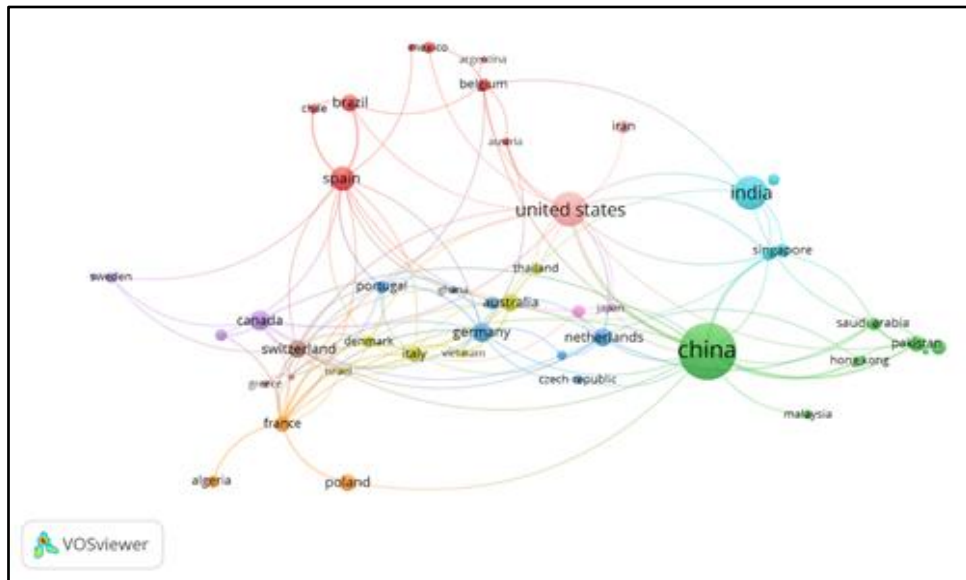 mexico
argentina
belgium
chile
brazil
austria
iran
spain
india
united states
singapore
thailand
sweden
portugal
ghana
australia
japan
saudi arabia
canada
germany
netherlands
pakistan
switzerland
denmark
italy
vietnam
china
hong kong
israel
czech republic
greece
malaysia
france
algeria
poland
VOSviewer